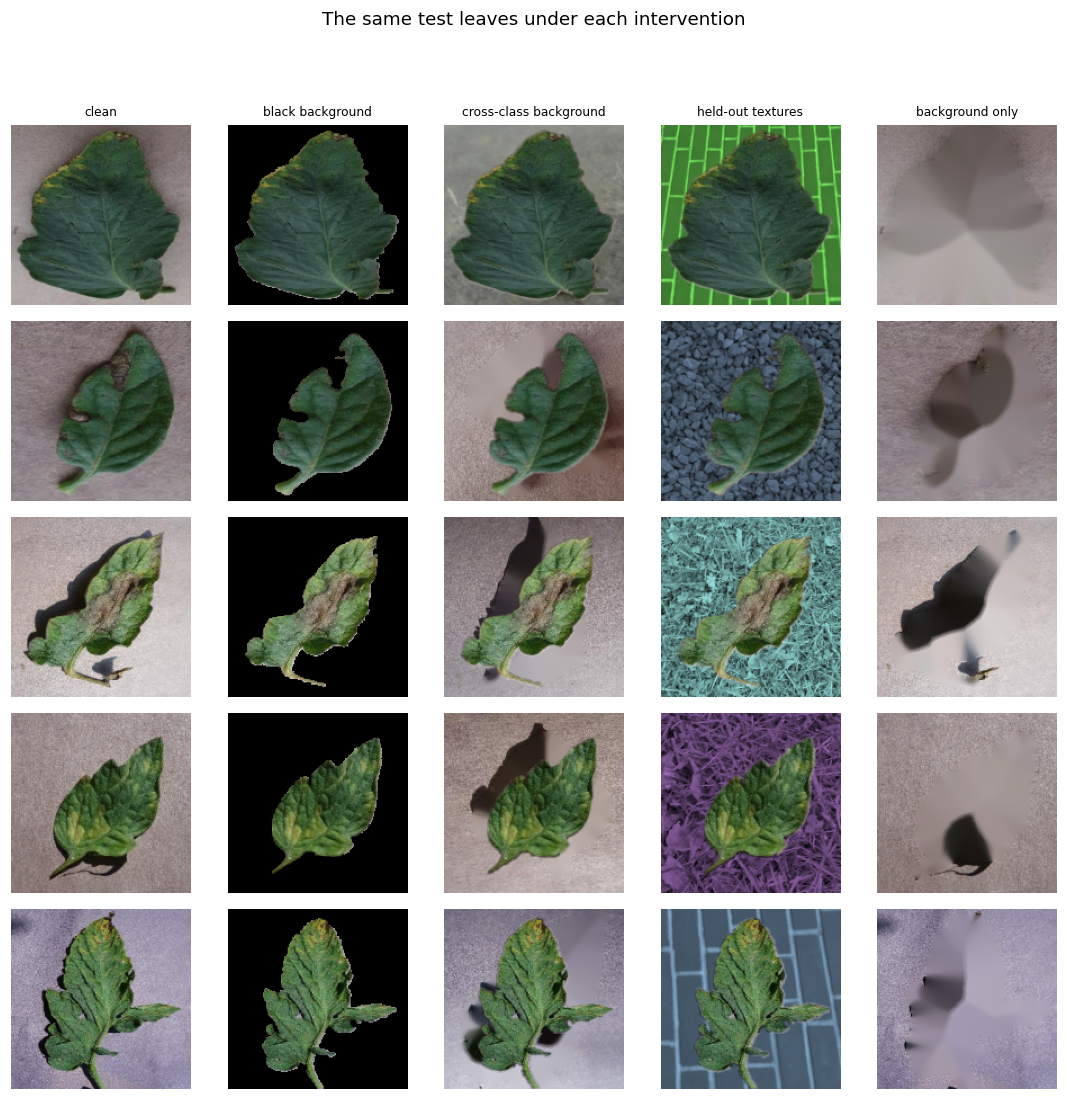 The same test leaves under each intervention
clean
black background
cross-class background
held-out textures
background only